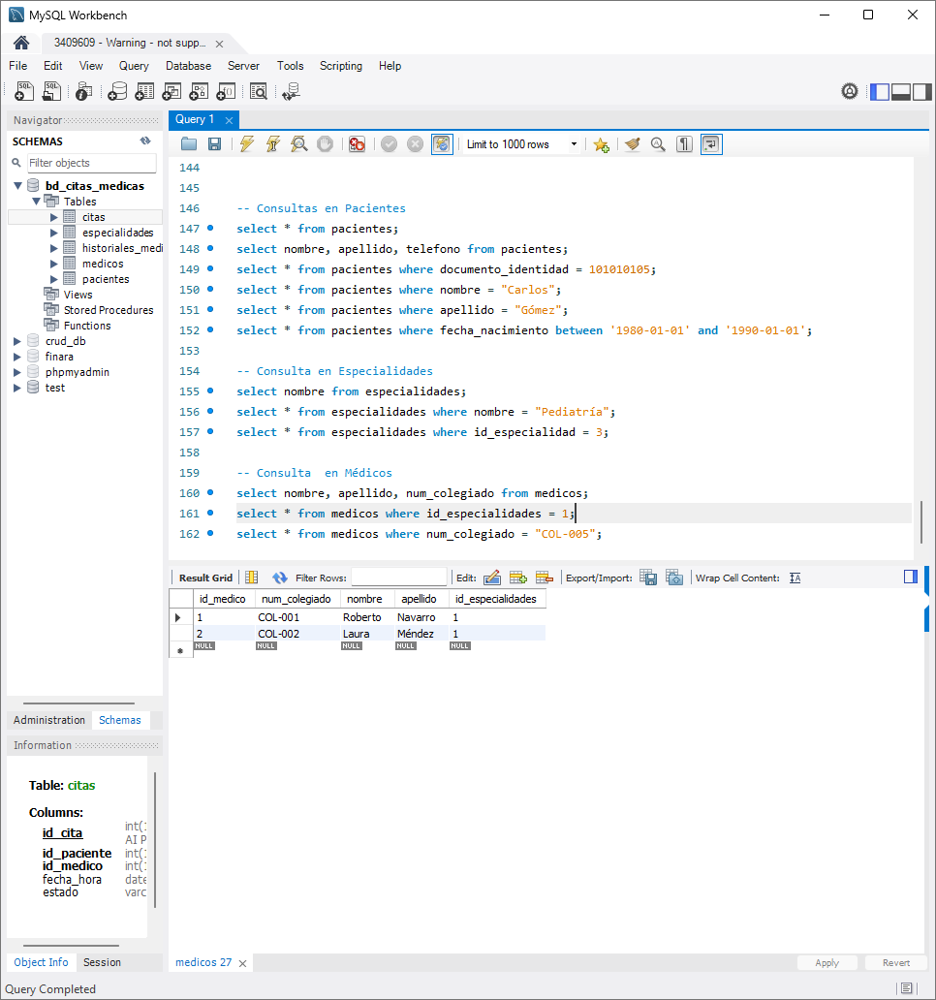 MySQL Workbench
3409609 - Warning - not supp...
File Edit View Query Database Server Tools Scripting Help
Navigator
SCHEMAS
Filter objects
bd_citas_medicas
Tables
citas
especialidades
historiales_medi
medicos
pacientes
Views
Stored Procedures
Functions
crud_db
finara
phpmyadmin
test
Administration Schemas
Information
Table: citas
Columns:
id_cita int(
AI P
id_paciente int(
id_medico int(
fecha_hora date
estado varc
Object Info Session
Query 1
Limit to 1000 rows
144
145
146 -- Consultas en Pacientes
147 select * from pacientes;
148 select nombre, apellido, telefono from pacientes;
149 select * from pacientes where documento_identidad = 101010105;
150 select * from pacientes where nombre = "Carlos";
151 select * from pacientes where apellido = "Gómez";
152 select * from pacientes where fecha_nacimiento between '1980-01-01' and '1990-01-01';
153
154 -- Consulta en Especialidades
155 select nombre from especialidades;
156 select * from especialidades where nombre = "Pediatría";
157 select * from especialidades where id_especialidad = 3;
158
159 -- Consulta  en Médicos
160 select nombre, apellido, num_colegiado from medicos;
161 select * from medicos where id_especialidades = 1;
162 select * from medicos where num_colegiado = "COL-005";
Result Grid Filter Rows: Edit: Export/Import: Wrap Cell Content:
id_medico num_colegiado nombre apellido id_especialidades
1 COL-001 Roberto Navarro 1
2 COL-002 Laura Méndez 1
NULL NULL NULL NULL NULL
medicos 27
Apply Revert
Query Completed